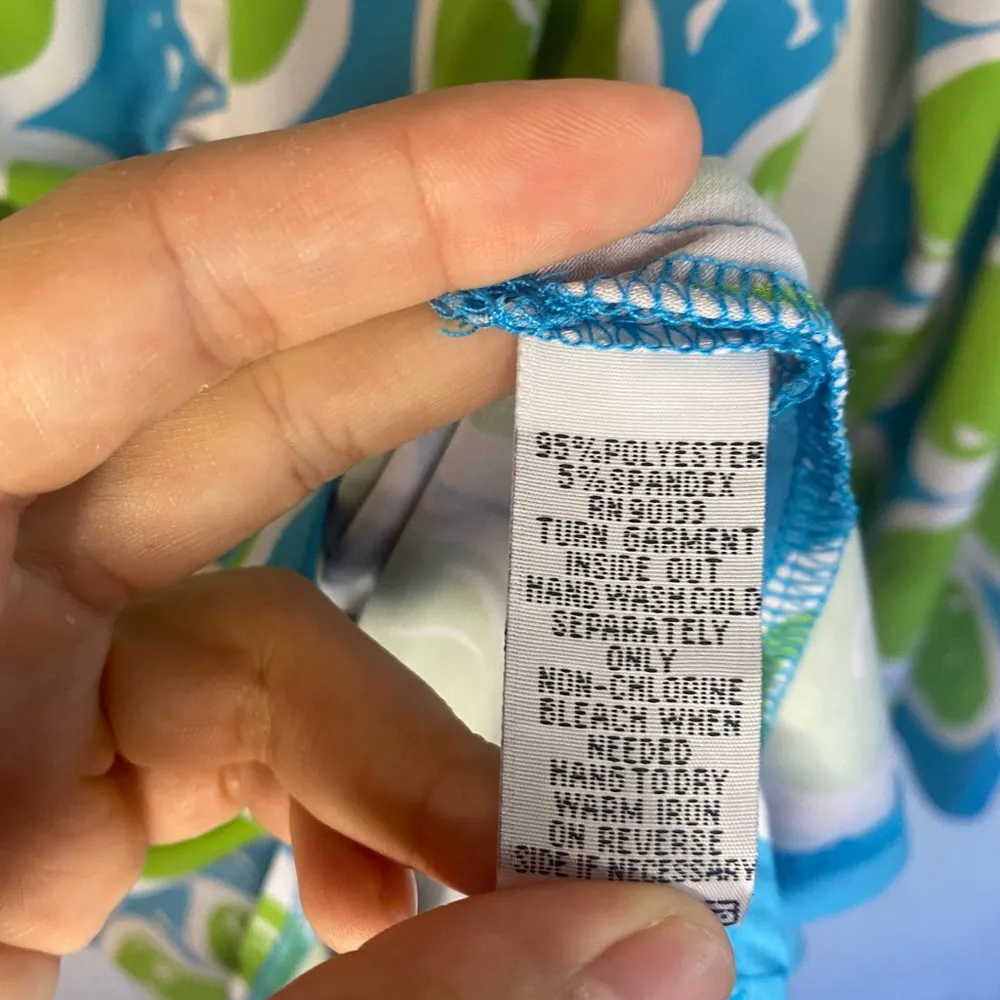 95% POLYESTER
5% SPANDEX
RN 90133
TURN GARMENT
INSIDE OUT
HAND WASH COLD
SEPARATELY
ONLY
NON-CHLORINE
BLEACH WHEN
NEEDED
HANG TO DRY
WARM IRON
ON REVERSE
SIDE IF NECESSARY